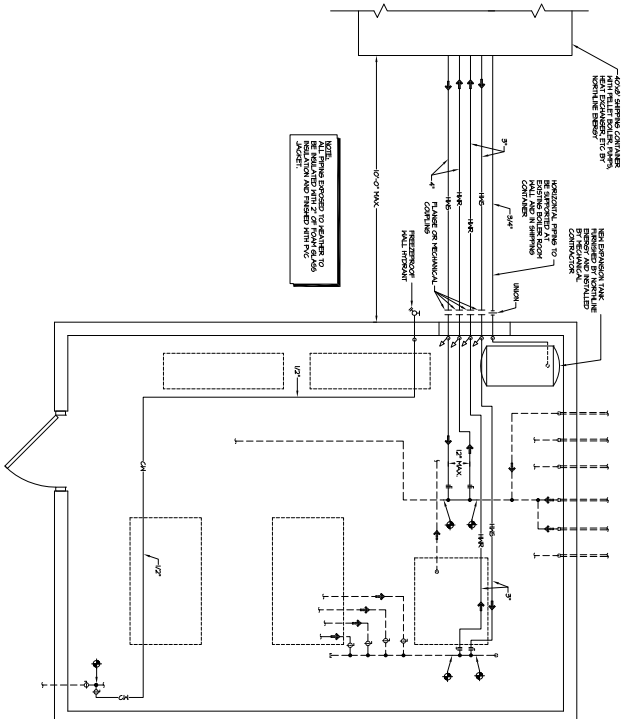 40'x8' SHIPPING CONTAINER
WITH PELLET BOILER, PUMPS,
HEAT EXCHANGER, ETC BY
NORTHLINE ENERGY
NEW EXPANSION TANK
FURNISHED BY NORTHLINE
ENERGY AND INSTALLED
BY MECHANICAL
CONTRACTOR
HORIZONTAL PIPING TO
BE SUPPORTED AT
EXISTING BOILER ROOM
WALL AND IN SHIPPING
CONTAINER
UNION
3/4"
3"
HWS
HWR
HWR
HWS
4"
FLANGE OR MECHANICAL
COUPLING
FREEZEPROOF
WALL HYDRANT
10'-0" MAX.
NOTE:
ALL PIPING EXPOSED TO WEATHER TO
BE INSULATED WITH 2" OF FOAM GLASS
INSULATION AND FINISHED WITH PVC
JACKET.
1/2"
CW
1/2"
CW
12" MAX.
HWR
HWS
3"